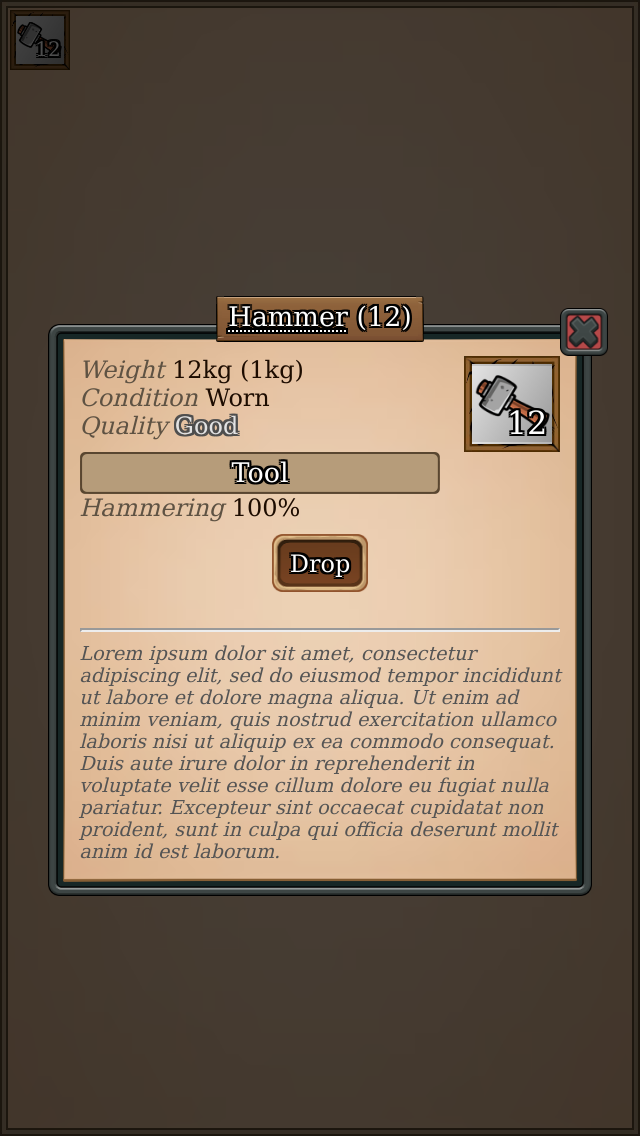 12
Hammer (12)
Weight 12kg (1kg)
Condition Worn
Quality Good
12
Tool
Hammering 100%
Drop
Lorem ipsum dolor sit amet, consectetur
adipiscing elit, sed do eiusmod tempor incididunt
ut labore et dolore magna aliqua. Ut enim ad
minim veniam, quis nostrud exercitation ullamco
laboris nisi ut aliquip ex ea commodo consequat.
Duis aute irure dolor in reprehenderit in
voluptate velit esse cillum dolore eu fugiat nulla
pariatur. Excepteur sint occaecat cupidatat non
proident, sunt in culpa qui officia deserunt mollit
anim id est laborum.